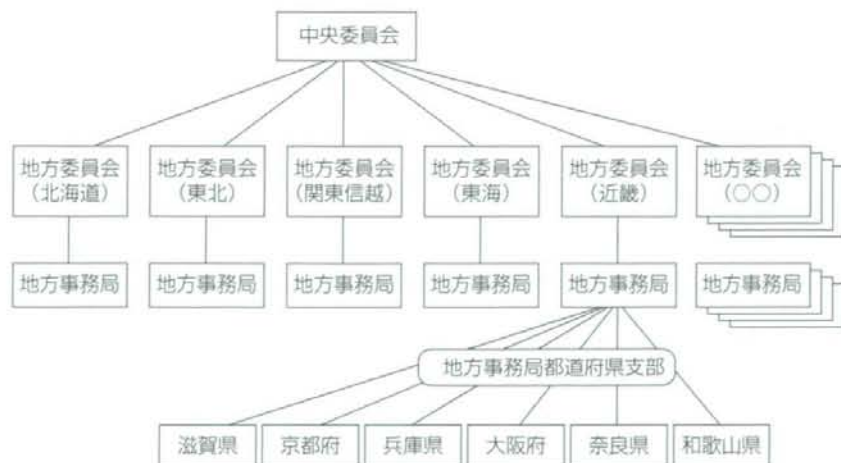 中央委員会
地方委員会
(北海道)
地方委員会
(東北)
地方委員会
(関東信越)
地方委員会
(東海)
地方委員会
(近畿)
地方委員会
(○○)
地方事務局
地方事務局
地方事務局
地方事務局
地方事務局
地方事務局
地方事務局都道府県支部
滋賀県
京都府
兵庫県
大阪府
奈良県
和歌山県